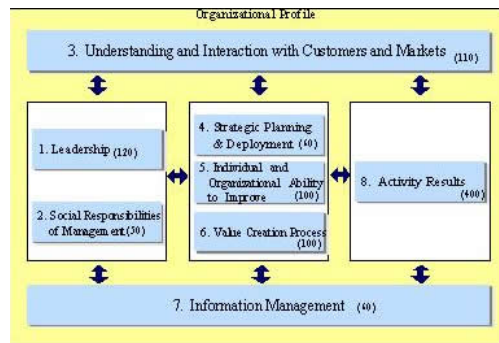 Organizational Profile
3. Understanding and Interaction with Customers and Markets (110)
1. Leadership (120)
2. Social Responsibilities
of Management (50)
4. Strategic Planning
& Deployment (60)
5. Individual and
Organizational Ability
to Improve (100)
6. Value Creation Process
(100)
8. Activity Results
(400)
7. Information Management (60)